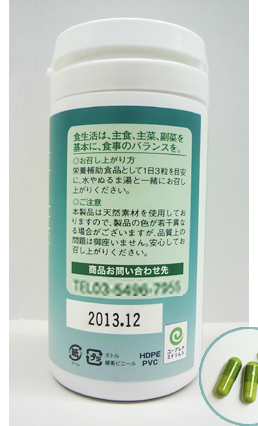 食生活は、主食、主菜、副菜を
基本に、食事のバランスを。
◎お召し上がり方
栄養補助食品として1日3粒を目安
に、水やぬるま湯と一緒にお召し
上がりください。
◎ご注意
本製品は天然素材を使用してお
りますので、製品の色が若干異な
る場合がございますが、品質上の
問題は御座いません。安心してお
召し上がりください。
商品お問い合わせ先
2013.12
ボトル
HDPE
PVC